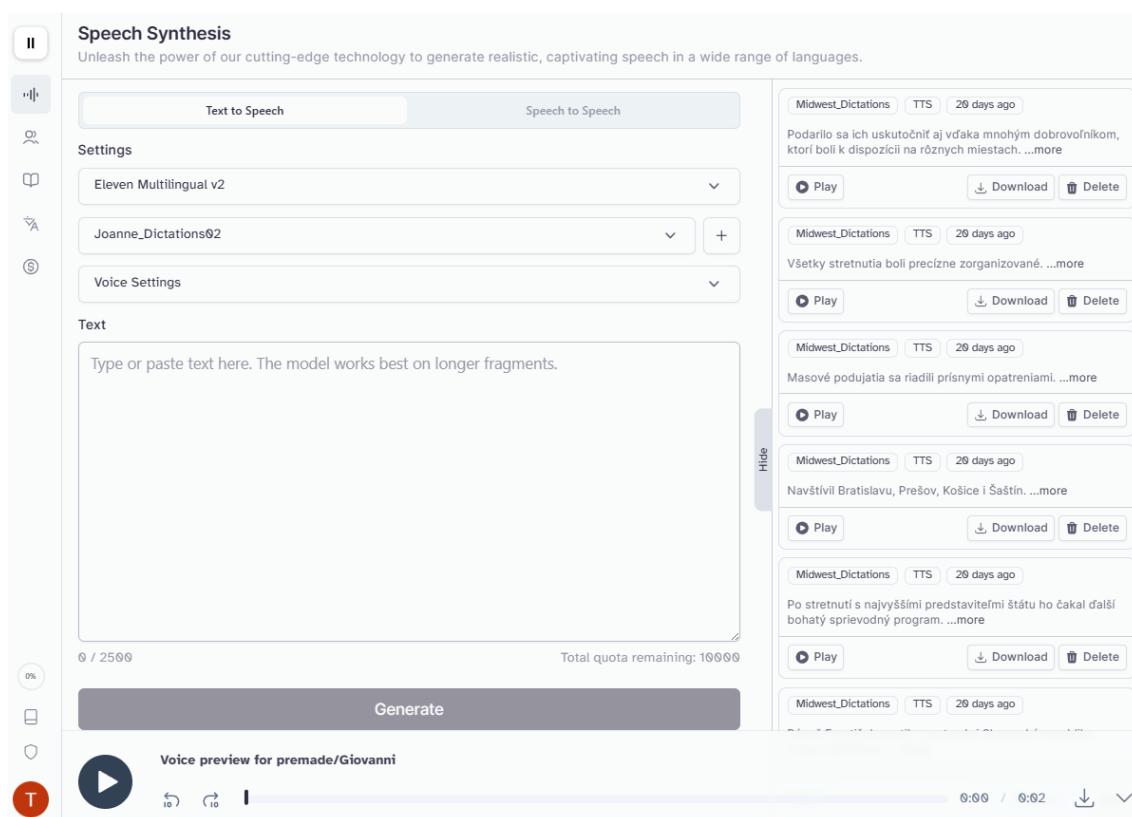 Speech Synthesis
Unleash the power of our cutting-edge technology to generate realistic, captivating speech in a wide range of languages.
Text to Speech
Speech to Speech
Settings
Eleven Multilingual v2
Joanne_Dictations02
+
Voice Settings
Text
Type or paste text here. The model works best on longer fragments.
0 / 2500
Total quota remaining: 10000
Generate
Hide
Midwest_Dictations TTS 20 days ago
Podarilo sa ich uskutočniť aj vďaka mnohým dobrovoľníkom,
ktorí boli k dispozícii na rôznych miestach. ...more
Play Download Delete
Midwest_Dictations TTS 20 days ago
Všetky stretnutia boli precízne zorganizované. ...more
Play Download Delete
Midwest_Dictations TTS 20 days ago
Masové podujatia sa riadili prísnymi opatreniami. ...more
Play Download Delete
Midwest_Dictations TTS 20 days ago
Navštívil Bratislavu, Prešov, Košice i Šaštín. ...more
Play Download Delete
Midwest_Dictations TTS 20 days ago
Po stretnutí s najvyššími predstaviteľmi štátu ho čakal ďalší
bohatý sprievodný program. ...more
Play Download Delete
Midwest_Dictations TTS 20 days ago
0%
T
Voice preview for premade/Giovanni
10 10
0:00 / 0:02